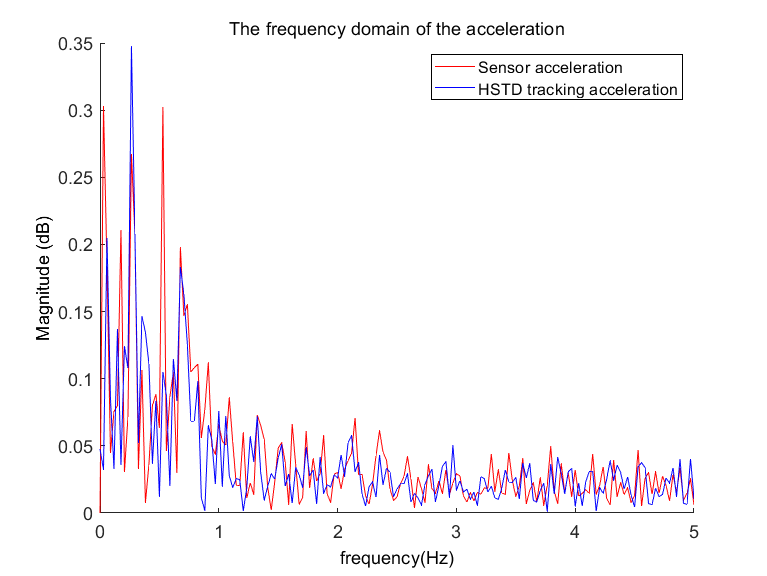 The frequency domain of the acceleration
Sensor acceleration
HSTD tracking acceleration
Magnitude (dB)
0.35
0.3
0.25
0.2
0.15
0.1
0.05
0
0 1 2 3 4 5
frequency(Hz)